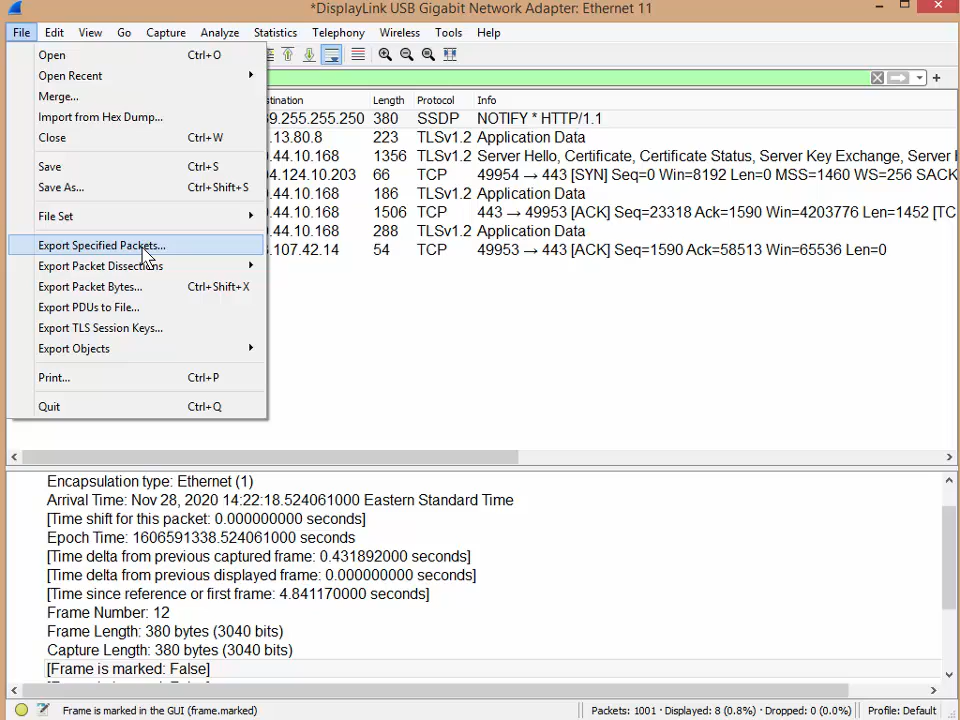 *DisplayLink USB Gigabit Network Adapter: Ethernet 11
File Edit View Go Capture Analyze Statistics Telephony Wireless Tools Help
Open Ctrl+O
Open Recent
Merge...
Import from Hex Dump...
Close Ctrl+W
Save Ctrl+S
Save As... Ctrl+Shift+S
File Set
Export Specified Packets...
Export Packet Dissections
Export Packet Bytes... Ctrl+Shift+X
Export PDUs to File...
Export TLS Session Keys...
Export Objects
Print... Ctrl+P
Quit Ctrl+Q
stination Length Protocol Info
9.255.255.250 380 SSDP NOTIFY * HTTP/1.1
.13.80.8 223 TLSv1.2 Application Data
.44.10.168 1356 TLSv1.2 Server Hello, Certificate, Certificate Status, Server Key Exchange, Server H
4.124.10.203 66 TCP 49954 → 443 [SYN] Seq=0 Win=8192 Len=0 MSS=1460 WS=256 SACK
.44.10.168 186 TLSv1.2 Application Data
.44.10.168 1506 TCP 443 → 49953 [ACK] Seq=23318 Ack=1590 Win=4203776 Len=1452 [TC
.44.10.168 288 TLSv1.2 Application Data
.107.42.14 54 TCP 49953 → 443 [ACK] Seq=1590 Ack=58513 Win=65536 Len=0
Encapsulation type: Ethernet (1)
Arrival Time: Nov 28, 2020 14:22:18.524061000 Eastern Standard Time
[Time shift for this packet: 0.000000000 seconds]
Epoch Time: 1606591338.524061000 seconds
[Time delta from previous captured frame: 0.431892000 seconds]
[Time delta from previous displayed frame: 0.000000000 seconds]
[Time since reference or first frame: 4.841170000 seconds]
Frame Number: 12
Frame Length: 380 bytes (3040 bits)
Capture Length: 380 bytes (3040 bits)
[Frame is marked: False]
Frame is marked in the GUI (frame.marked) Packets: 1001 · Displayed: 8 (0.8%) · Dropped: 0 (0.0%) Profile: Default